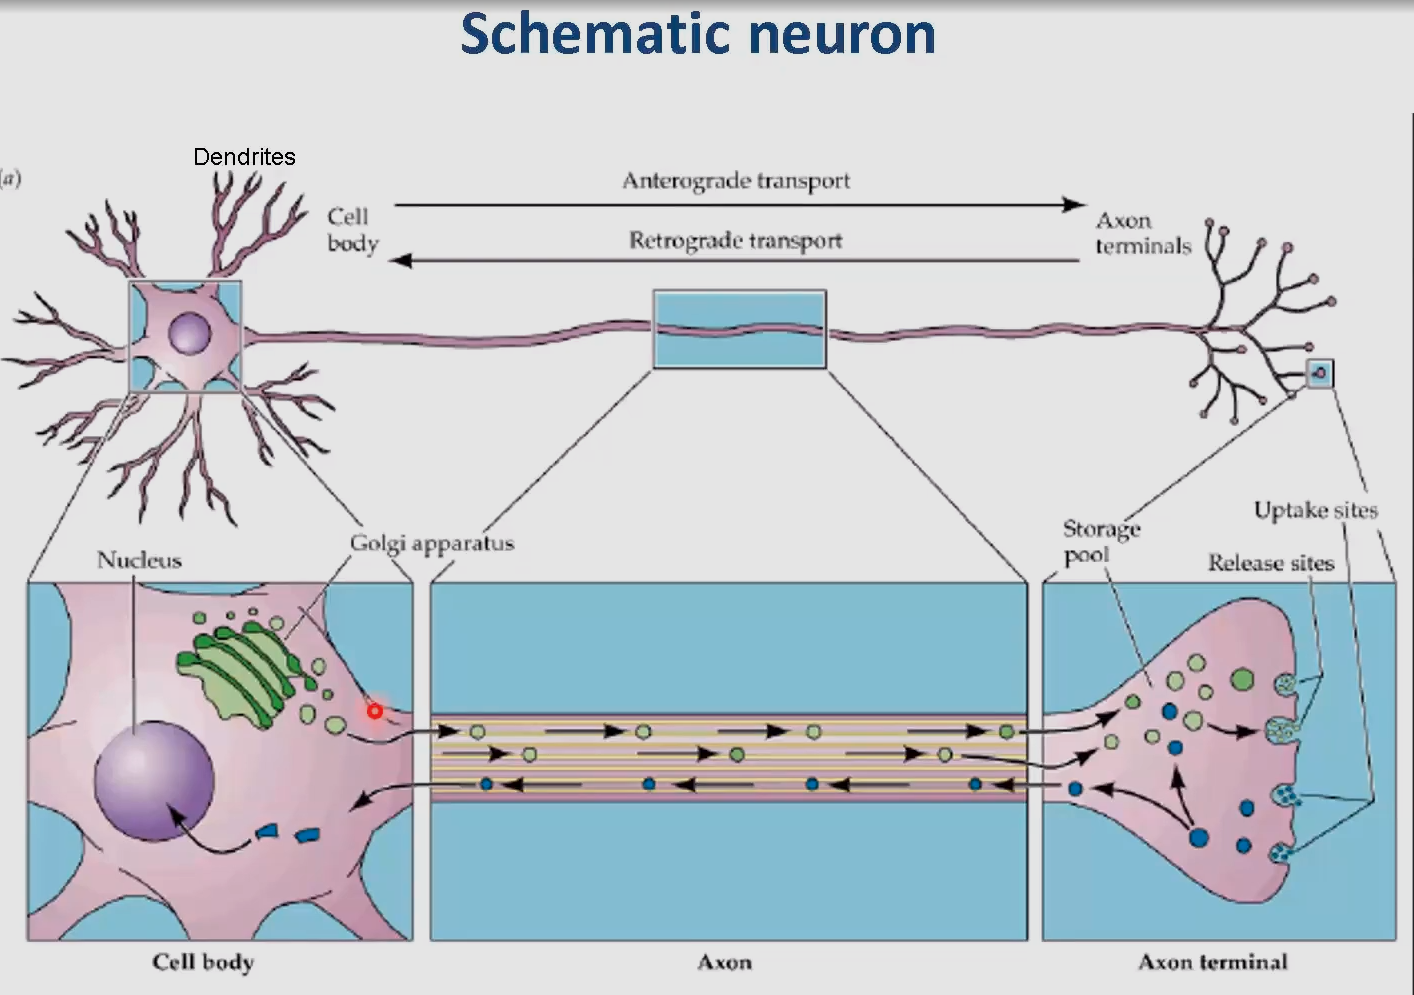 Schematic neuron
(a)
Dendrites
Cell
body
Anterograde transport
Retrograde transport
Axon
terminals
Nucleus
Golgi apparatus
Storage
pool
Uptake sites
Release sites
Cell body
Axon
Axon terminal